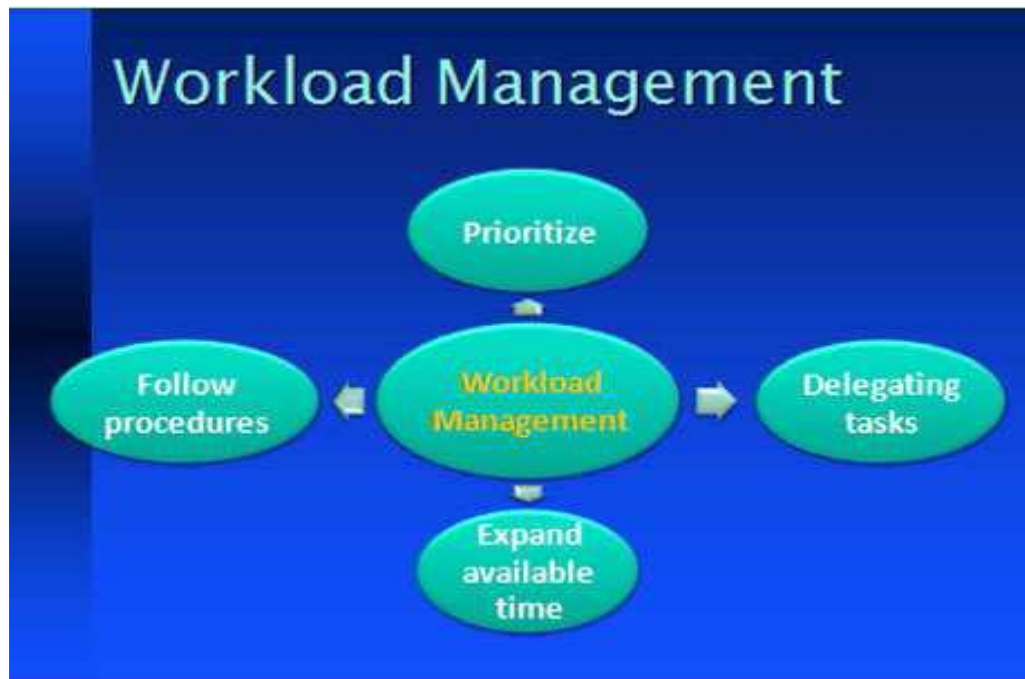 Workload Management
Prioritize
Follow
procedures
Workload
Management
Delegating
tasks
Expand
available
time